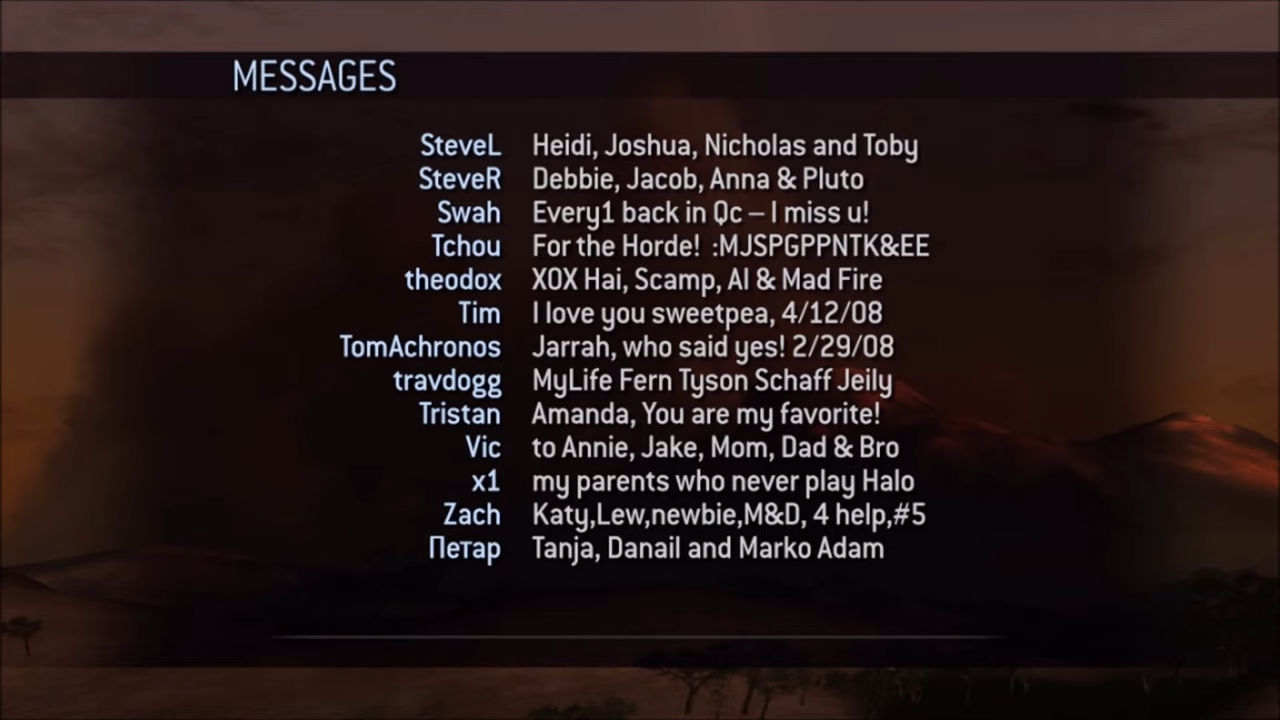 MESSAGES
SteveL Heidi, Joshua, Nicholas and Toby
SteveR Debbie, Jacob, Anna & Pluto
Swah Every1 back in Qc – I miss u!
Tchou For the Horde! :MJSPGPPNTK&EE
theodox XOX Hai, Scamp, Al & Mad Fire
Tim I love you sweetpea, 4/12/08
TomAchronos Jarrah, who said yes! 2/29/08
travdogg MyLife Fern Tyson Schaff Jeily
Tristan Amanda, You are my favorite!
Vic to Annie, Jake, Mom, Dad & Bro
x1 my parents who never play Halo
Zach Katy,Lew,newbie,M&D, 4 help,#5
Петар Tanja, Danail and Marko Adam